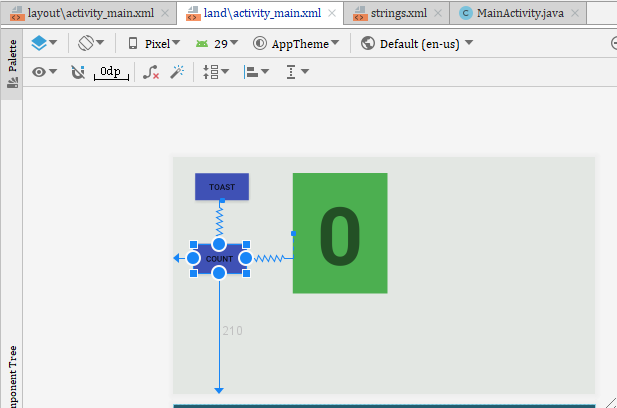 layout\activity_main.xml land\activity_main.xml strings.xml MainActivity.java
Palette
Pixel 29 AppTheme Default (en-us)
0dp
TOAST
0
COUNT
210
ponent Tree